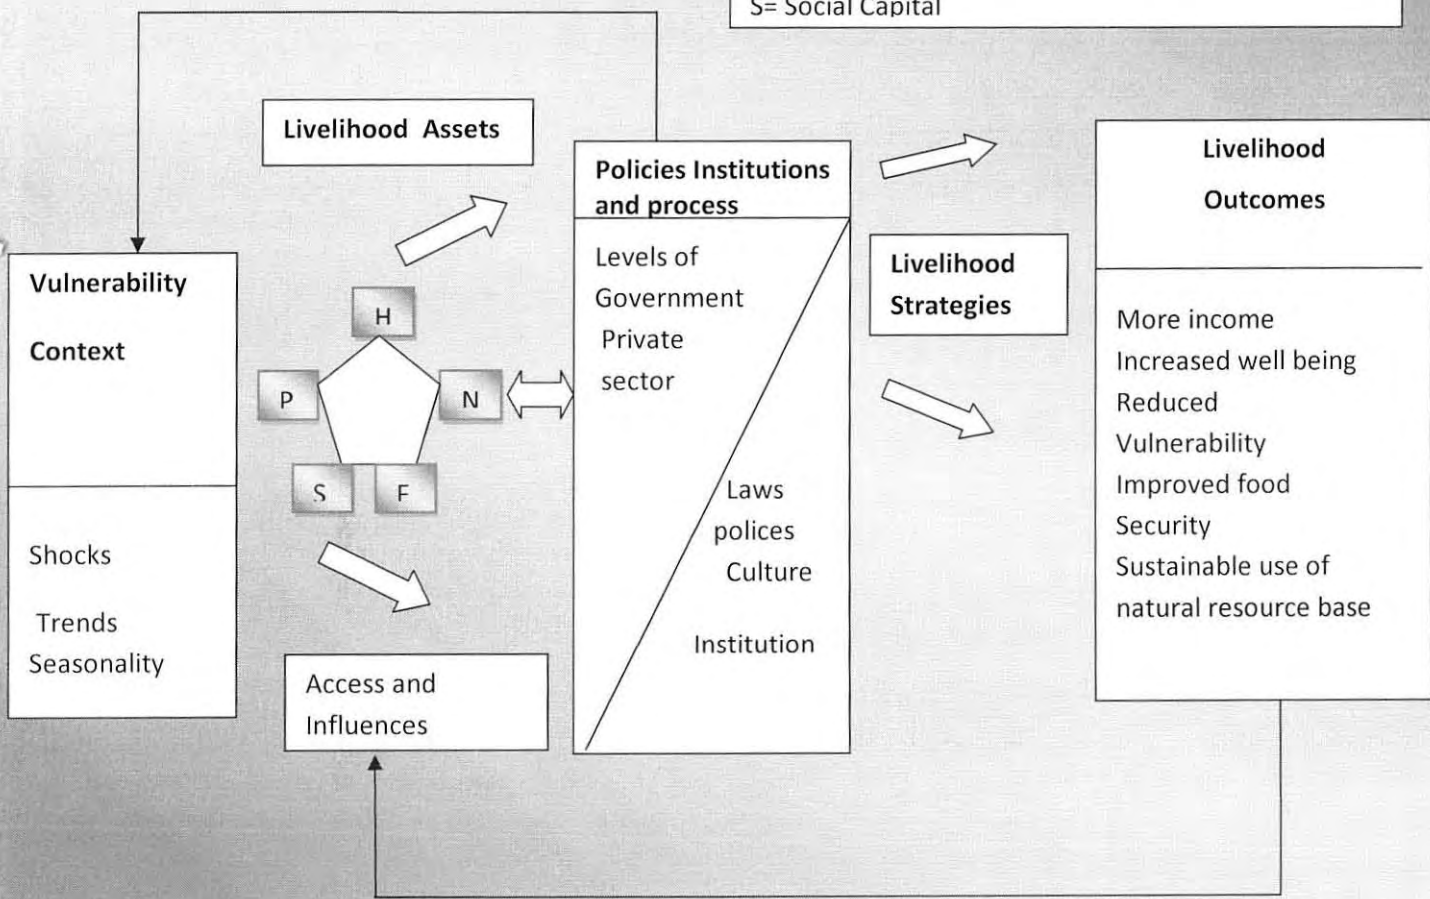 S= Social Capital
Livelihood Assets
Policies Institutions
and process
Livelihood
Outcomes
Vulnerability
Context
Levels of
Government
Private
sector
Livelihood
Strategies
H
P
N
S
F
More income
Increased well being
Reduced
Vulnerability
Improved food
Security
Sustainable use of
natural resource base
Laws
polices
Culture
Institution
Shocks
Trends
Seasonality
Access and
Influences